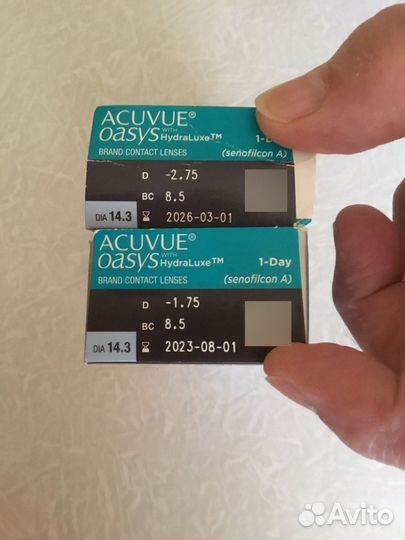 ACUVUE®
oasys WITH HydraLuxe™
BRAND CONTACT LENSES (senofilcon A)
D -2.75
BC 8.5
DIA 14.3 2026-03-01
ACUVUE®
oasys WITH HydraLuxe™ 1-Day
BRAND CONTACT LENSES (senofilcon A)
D -1.75
BC 8.5
DIA 14.3 2023-08-01
Avito